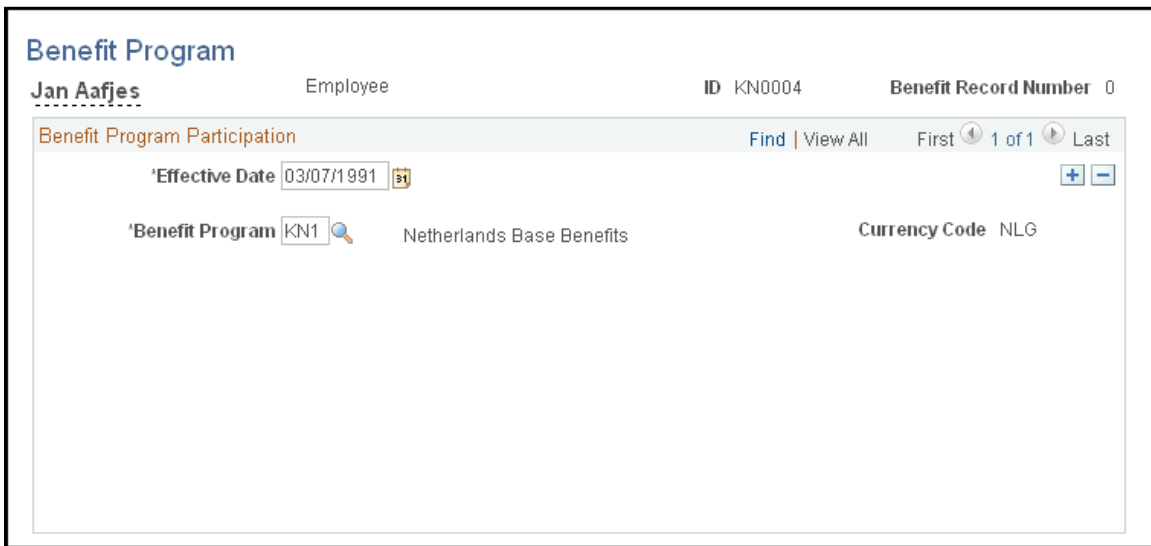 Benefit Program
Jan Aafjes Employee ID KN0004 Benefit Record Number 0
Benefit Program Participation Find | View All First 1 of 1 Last
*Effective Date 03/07/1991 31
*Benefit Program KN1 Netherlands Base Benefits Currency Code NLG